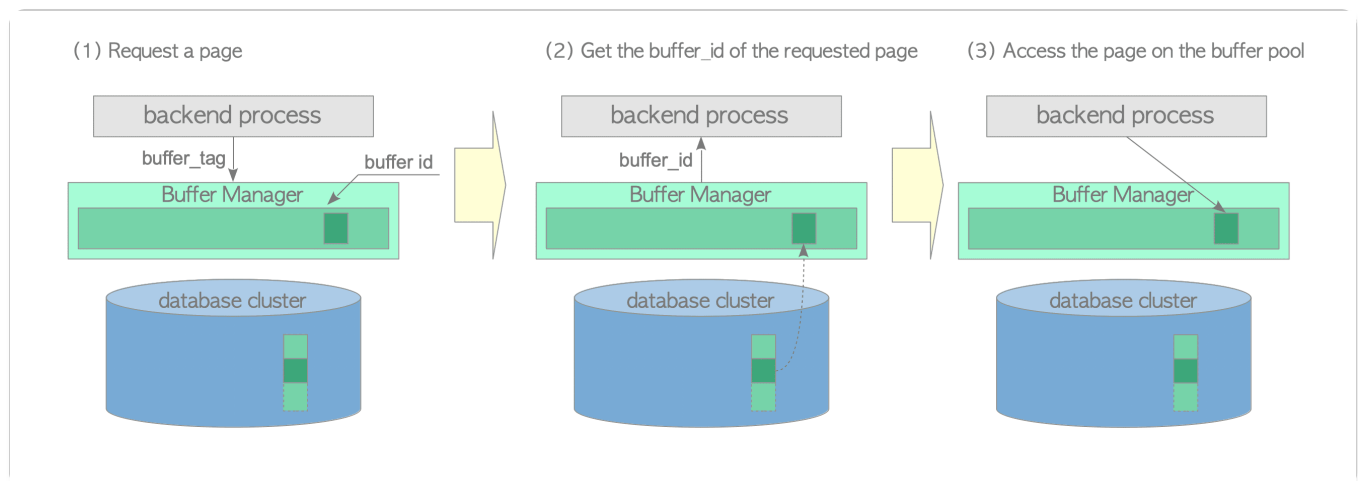 (1) Request a page
backend process
buffer_tag
buffer id
Buffer Manager
database cluster
(2) Get the buffer_id of the requested page
backend process
buffer_id
Buffer Manager
database cluster
(3) Access the page on the buffer pool
backend process
Buffer Manager
database cluster